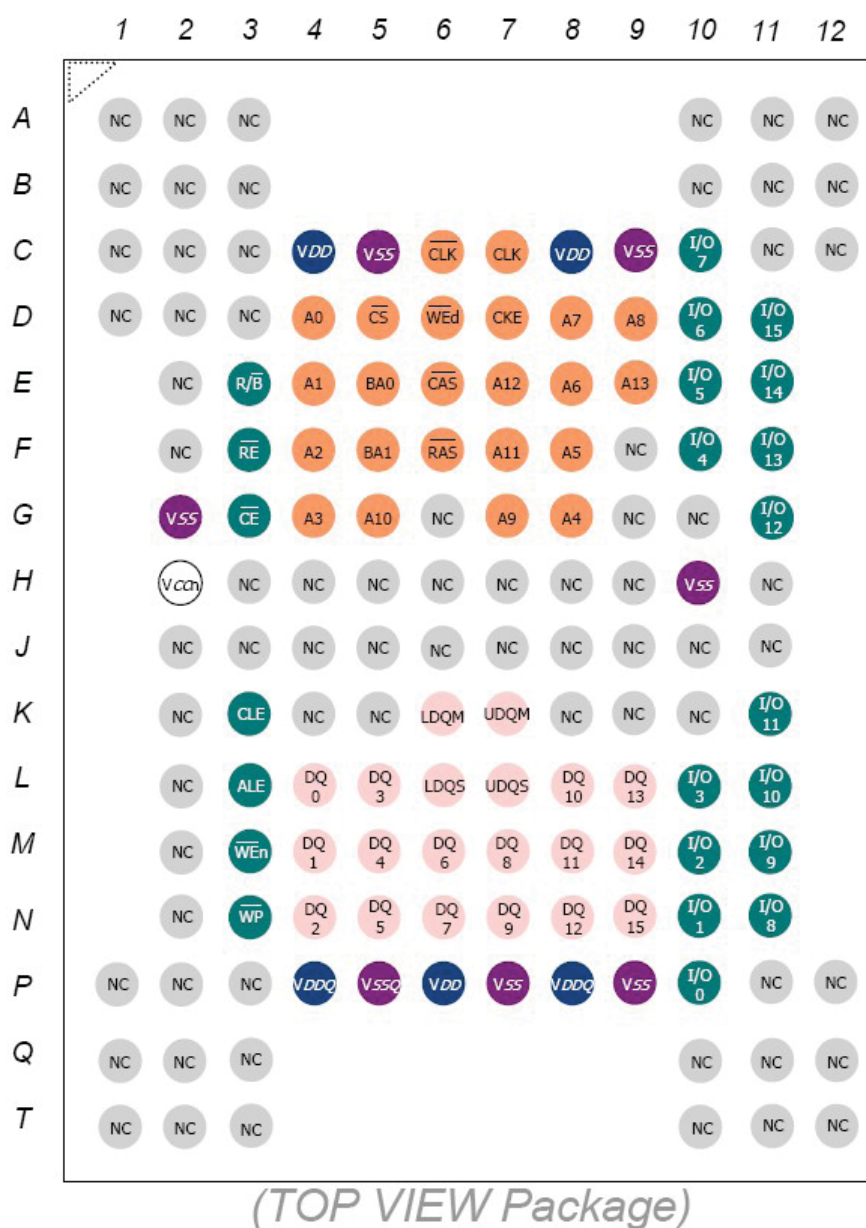 1 2 3 4 5 6 7 8 9 10 11 12
A NC NC NC NC NC NC
B NC NC NC NC NC NC
C NC NC NC VDD VSS CLK CLK VDD VSS I/O 7 NC NC
D NC NC NC A0 CS WEd CKE A7 A8 I/O 6 I/O 15
E NC R/B A1 BA0 CAS A12 A6 A13 I/O 5 I/O 14
F NC RE A2 BA1 RAS A11 A5 NC I/O 4 I/O 13
G VSS CE A3 A10 NC A9 A4 NC NC I/O 12
H VCCn NC NC NC NC NC NC NC VSS NC
J NC NC NC NC NC NC NC NC NC NC
K NC CLE NC NC LDQM UDQM NC NC NC I/O 11
L NC ALE DQ 0 DQ 3 LDQS UDQS DQ 10 DQ 13 I/O 3 I/O 10
M NC WEn DQ 1 DQ 4 DQ 6 DQ 8 DQ 11 DQ 14 I/O 2 I/O 9
N NC WP DQ 2 DQ 5 DQ 7 DQ 9 DQ 12 DQ 15 I/O 1 I/O 8
P NC NC NC VDDQ VSSQ VDD VSS VDDQ VSS I/O 0 NC NC
Q NC NC NC NC NC NC
T NC NC NC NC NC NC
(TOP VIEW Package)